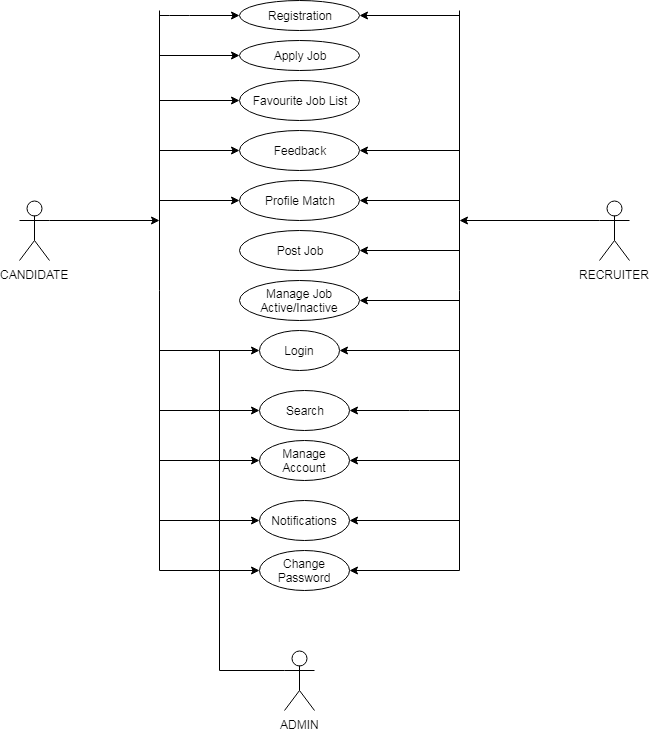 Registration
Apply Job
Favourite Job List
Feedback
Profile Match
CANDIDATE
RECRUITER
Post Job
Manage Job
Active/Inactive
Login
Search
Manage
Account
Notifications
Change
Password
ADMIN